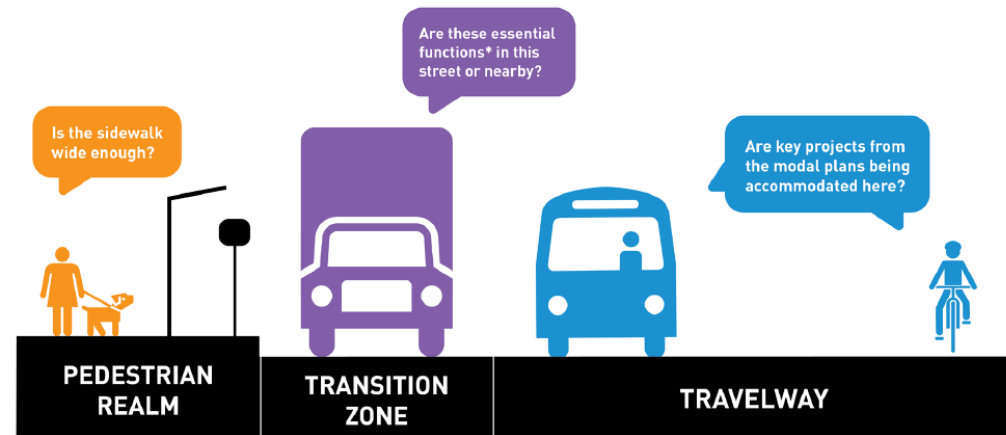 Are these essential
functions* in this
street or nearby?
Is the sidewalk
wide enough?
Are key projects from
the modal plans being
accommodated here?
PEDESTRIAN
REALM
TRANSITION
ZONE
TRAVELWAY